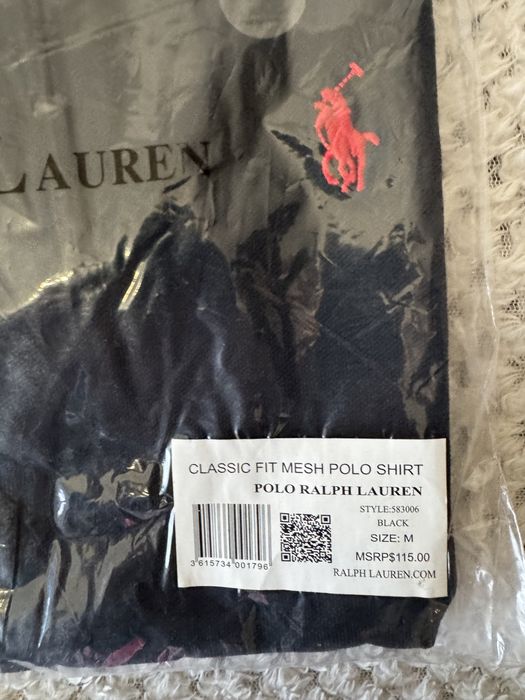 LAUREN
CLASSIC FIT MESH POLO SHIRT
POLO RALPH LAUREN
STYLE:583006
BLACK
SIZE: M
MSRP$115.00
3 615734 001796
RALPH LAUREN.COM